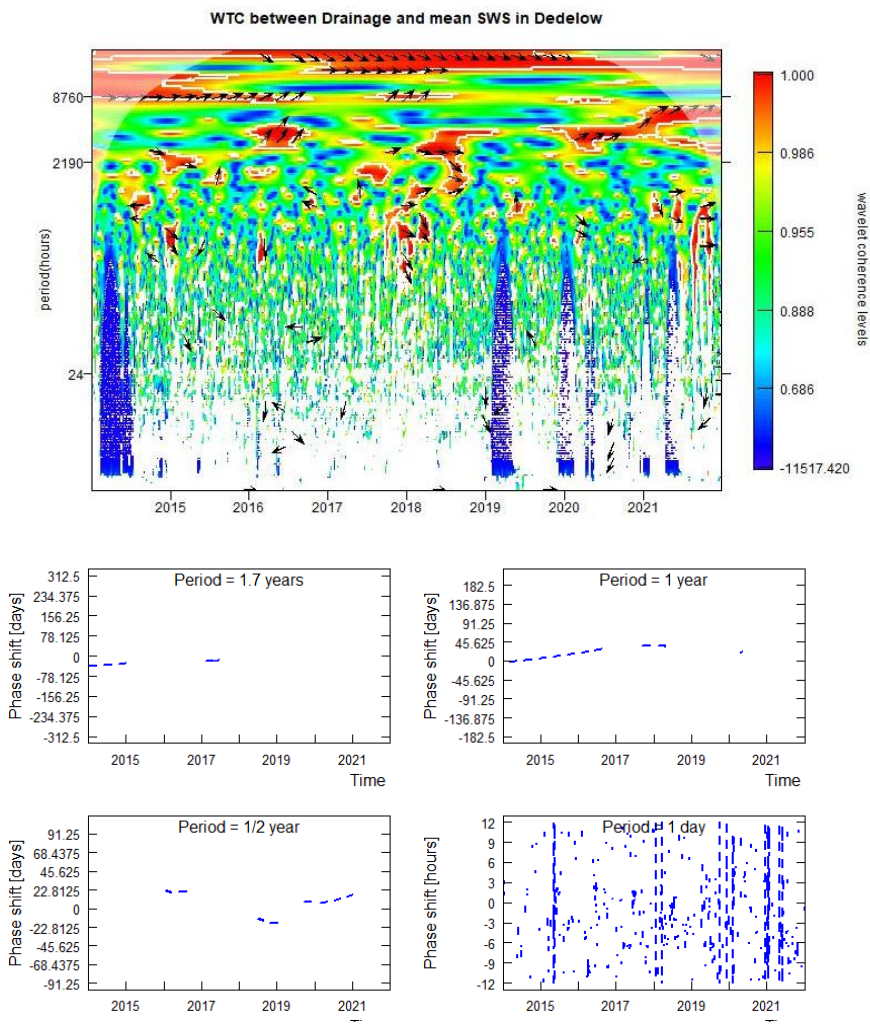 WTC between Drainage and mean SWS in Dedelow
8760
2190
24
period(hours)
2015 2016 2017 2018 2019 2020 2021
1.000
0.986
0.955
0.888
0.686
-11517.420
wavelet coherence levels
Period = 1.7 years
312.5
234.375
156.25
78.125
0
-78.125
-156.25
-234.375
-312.5
Phase shift [days]
2015 2017 2019 2021
Time
Period = 1 year
182.5
136.875
91.25
45.625
0
-45.625
-91.25
-136.875
-182.5
Phase shift [days]
2015 2017 2019 2021
Time
Period = 1/2 year
91.25
68.4375
45.625
22.8125
0
-22.8125
-45.625
-68.4375
-91.25
Phase shift [days]
2015 2017 2019 2021
Period = 1 day
12
9
6
3
0
-3
-6
-9
-12
Phase shift [hours]
2015 2017 2019 2021